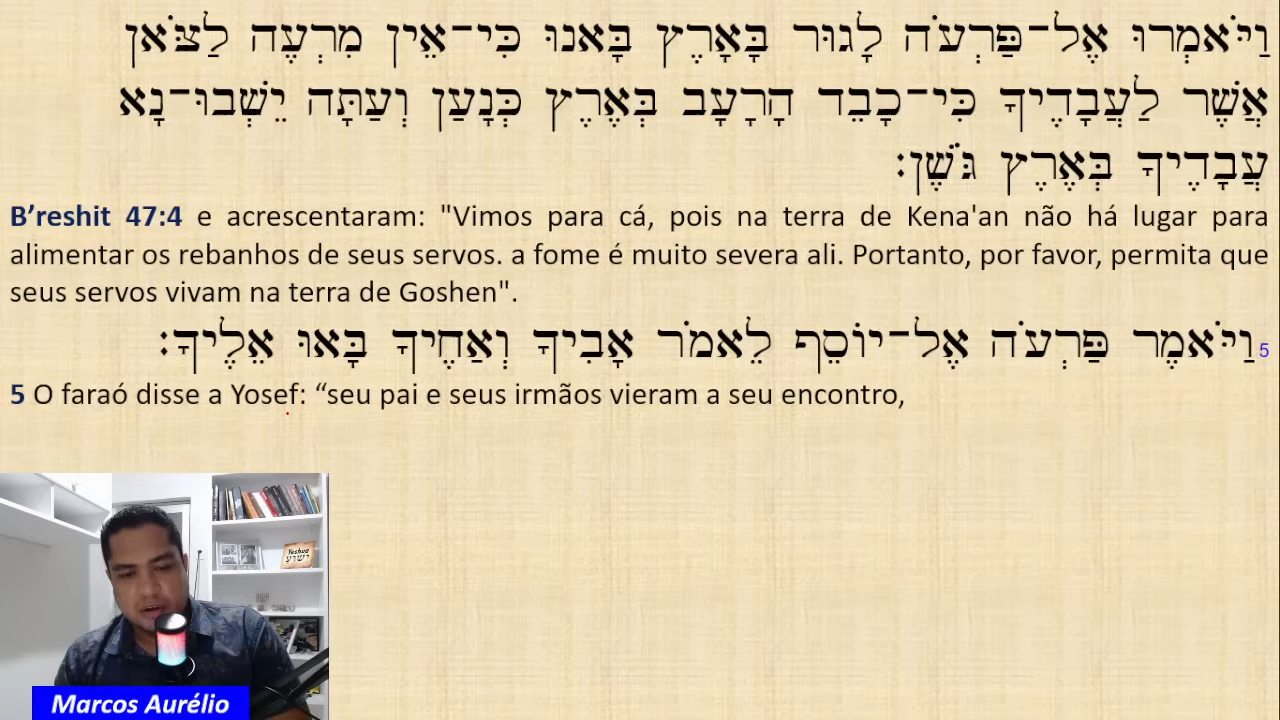 וַיֹּאמְרוּ אֶל־פַּרְעֹה לָגוּר בָּאָרֶץ בָּאנוּ כִּי־אֵין מִרְעֶה לַצֹּאן
אֲשֶׁר לַעֲבָדֶיךָ כִּי־כָבֵד הָרָעָב בְּאֶרֶץ כְּנָעַן וְעַתָּה יֵשְׁבוּ־נָא
עֲבָדֶיךָ בְּאֶרֶץ גֹּשֶׁן׃
B’reshit 47:4 e acrescentaram: "Vimos para cá, pois na terra de Kena'an não há lugar para
alimentar os rebanhos de seus servos. a fome é muito severa ali. Portanto, por favor, permita que
seus servos vivam na terra de Goshen".
5 וַיֹּאמֶר פַּרְעֹה אֶל־יוֹסֵף לֵאמֹר אָבִיךָ וְאַחֶיךָ בָּאוּ אֵלֶיךָ׃
5 O faraó disse a Yosef: “seu pai e seus irmãos vieram a seu encontro,
Yeshua
ישוע
Marcos Aurélio